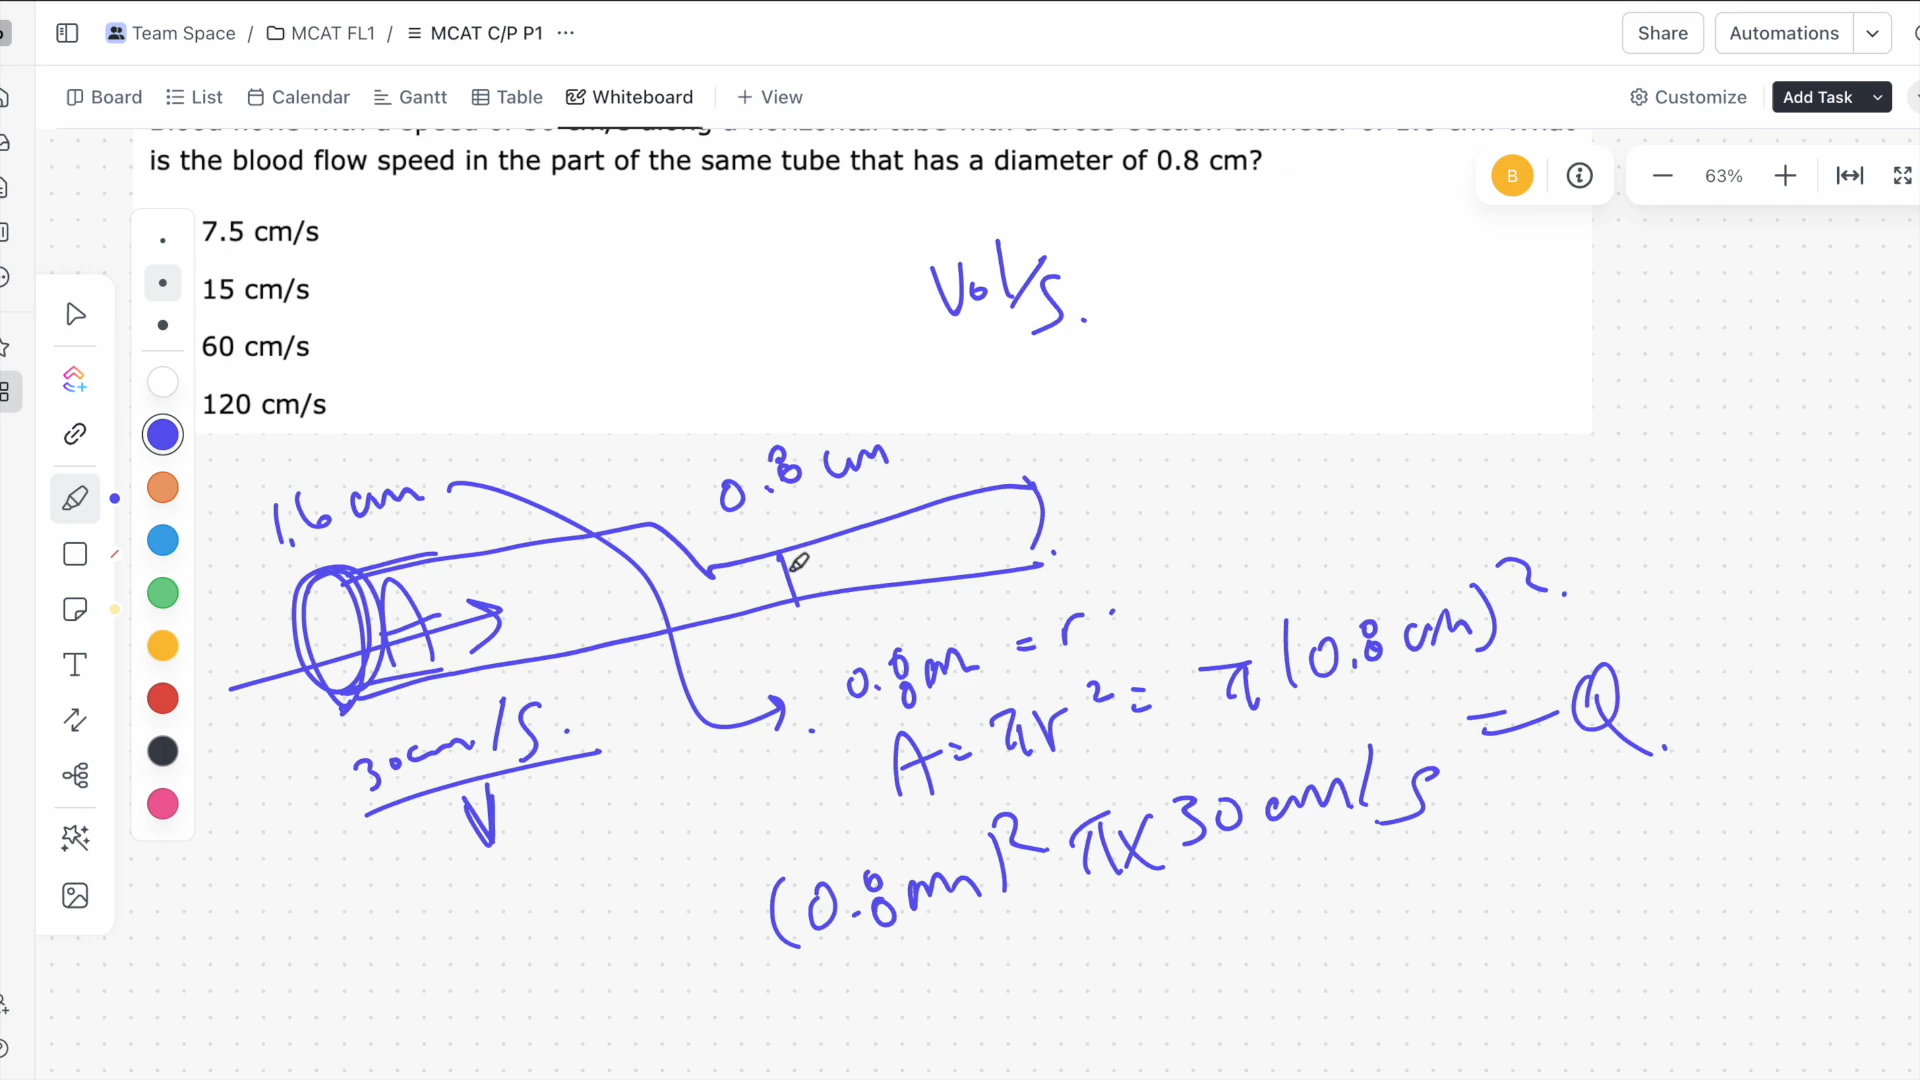 Team Space / MCAT FL1 / MCAT C/P P1 ...
Share
Automations
Board
List
Calendar
Gantt
Table
Whiteboard
+ View
Customize
Add Task
is the blood flow speed in the part of the same tube that has a diameter of 0.8 cm?
B
63%
7.5 cm/s
15 cm/s
60 cm/s
120 cm/s
Vol/s.
0.8 cm
1.6 cm
A
30cm/s.
V
0.8cm = r
A = πr² = π(0.8 cm)².
(0.8cm)² π x 30 cm/s = Q.
T